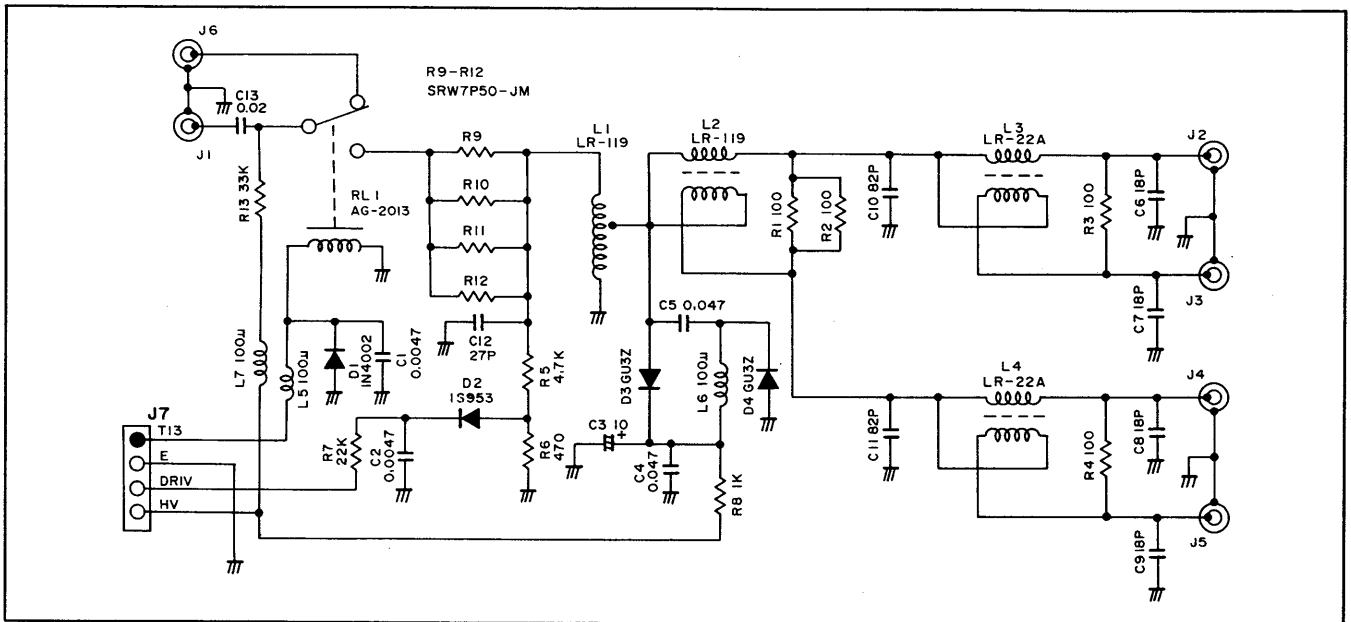 J6
R9-R12
SRW7P50-JM
C13
0.02
J1
R13 33K
RL1
AG-2013
R9
R10
R11
R12
L1
LR-119
L2
LR-119
R1 100
R2 100
C10 82P
L3
LR-22A
R3 100
C6 18P
J2
J3
C7 18P
C12
27P
C5 0.047
L7 100μ
L5 100μ
D1
1N4002
C1
0.0047
R5
4.7K
D3 GU3Z
L6 100μ
D4 GU3Z
L4
LR-22A
J4
J7
T13
E
DRIV
HV
D2
1S953
R7
22K
C2
0.0047
R6
470
C3 10
+
C4
0.047
R8 1K
C11 82P
R4 100
C8 18P
J5
C9 18P